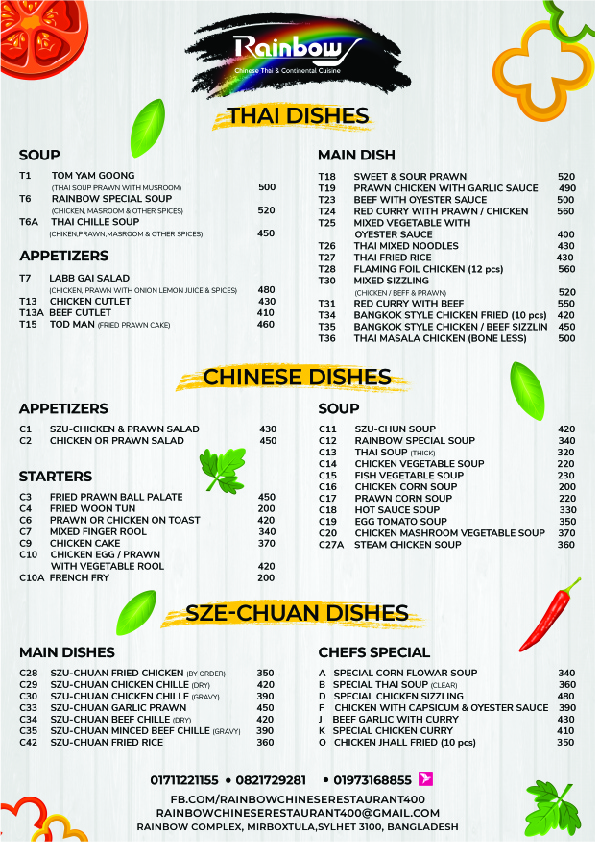 Rainbow
Chinese Thai & Continental Cuisine
THAI DISHES
SOUP
T1 TOM YAM GOONG
(THAI SOUP PRAWN WITH MUSROOM) 500
T6 RAINBOW SPECIAL SOUP
(CHICKEN, MASROOM & OTHER SPICES) 520
T6A THAI CHILLE SOUP
(CHIKEN,PRAWN,MASROOM & OTHER SPICES) 450
APPETIZERS
T7 LABB GAI SALAD
(CHICKEN, PRAWN WITH ONION LEMON JUICE & SPICES) 480
T13 CHICKEN CUTLET 430
T13A BEEF CUTLET 410
T15 TOD MAN (FRIED PRAWN CAKE) 460
MAIN DISH
T18 SWEET & SOUR PRAWN 520
T19 PRAWN CHICKEN WITH GARLIC SAUCE 490
T23 BEEF WITH OYESTER SAUCE 500
T24 RED CURRY WITH PRAWN / CHICKEN 550
T25 MIXED VEGETABLE WITH
OYESTER SAUCE 400
T26 THAI MIXED NOODLES 430
T27 THAI FRIED RICE 430
T28 FLAMING FOIL CHICKEN (12 pcs) 560
T30 MIXED SIZZLING
(CHICKEN / BEFF & PRAWN) 520
T31 RED CURRY WITH BEEF 550
T34 BANGKOK STYLE CHICKEN FRIED (10 pcs) 420
T35 BANGKOK STYLE CHICKEN / BEEF SIZZLIN 450
T36 THAI MASALA CHICKEN (BONE LESS) 500
CHINESE DISHES
APPETIZERS
C1 SZU-CHICKEN & PRAWN SALAD 430
C2 CHICKEN OR PRAWN SALAD 450
STARTERS
C3 FRIED PRAWN BALL PALATE 450
C4 FRIED WOON TUN 200
C6 PRAWN OR CHICKEN ON TOAST 420
C7 MIXED FINGER ROOL 340
C9 CHICKEN CAKE 370
C10 CHICKEN EGG / PRAWN
WITH VEGETABLE ROOL 420
C10A FRENCH FRY 200
SOUP
C11 SZU-CHUN SOUP 420
C12 RAINBOW SPECIAL SOUP 340
C13 THAI SOUP (THICK) 320
C14 CHICKEN VEGETABLE SOUP 220
C15 FISH VEGETABLE SOUP 230
C16 CHICKEN CORN SOUP 200
C17 PRAWN CORN SOUP 220
C18 HOT SAUCE SOUP 330
C19 EGG TOMATO SOUP 350
C20 CHICKEN MASHROOM VEGETABLE SOUP 370
C27A STEAM CHICKEN SOUP 360
SZE-CHUAN DISHES
MAIN DISHES
C28 SZU-CHUAN FRIED CHICKEN (BY ORDER) 350
C29 SZU-CHUAN CHICKEN CHILLE (DRY) 420
C30 SZU-CHUAN CHICKEN CHILLE (GRAVY) 390
C33 SZU-CHUAN GARLIC PRAWN 450
C34 SZU-CHUAN BEEF CHILLE (DRY) 420
C35 SZU-CHUAN MINCED BEEF CHILLE (GRAVY) 390
C42 SZU-CHUAN FRIED RICE 360
CHEFS SPECIAL
A SPECIAL CORN FLOWAR SOUP 340
B SPECIAL THAI SOUP (CLEAR) 360
D SPECIAL CHICKEN SIZZLING 480
F CHICKEN WITH CAPSICUM & OYESTER SAUCE 390
J BEEF GARLIC WITH CURRY 430
K SPECIAL CHICKEN CURRY 410
O CHICKEN JHALL FRIED (10 pcs) 350
01711221155 • 0821729281 • 01973168855
FB.COM/RAINBOWCHINESERESTAURANT400
RAINBOWCHINESERESTAURANT400@GMAIL.COM
RAINBOW COMPLEX, MIRBOXTULA,SYLHET 3100, BANGLADESH